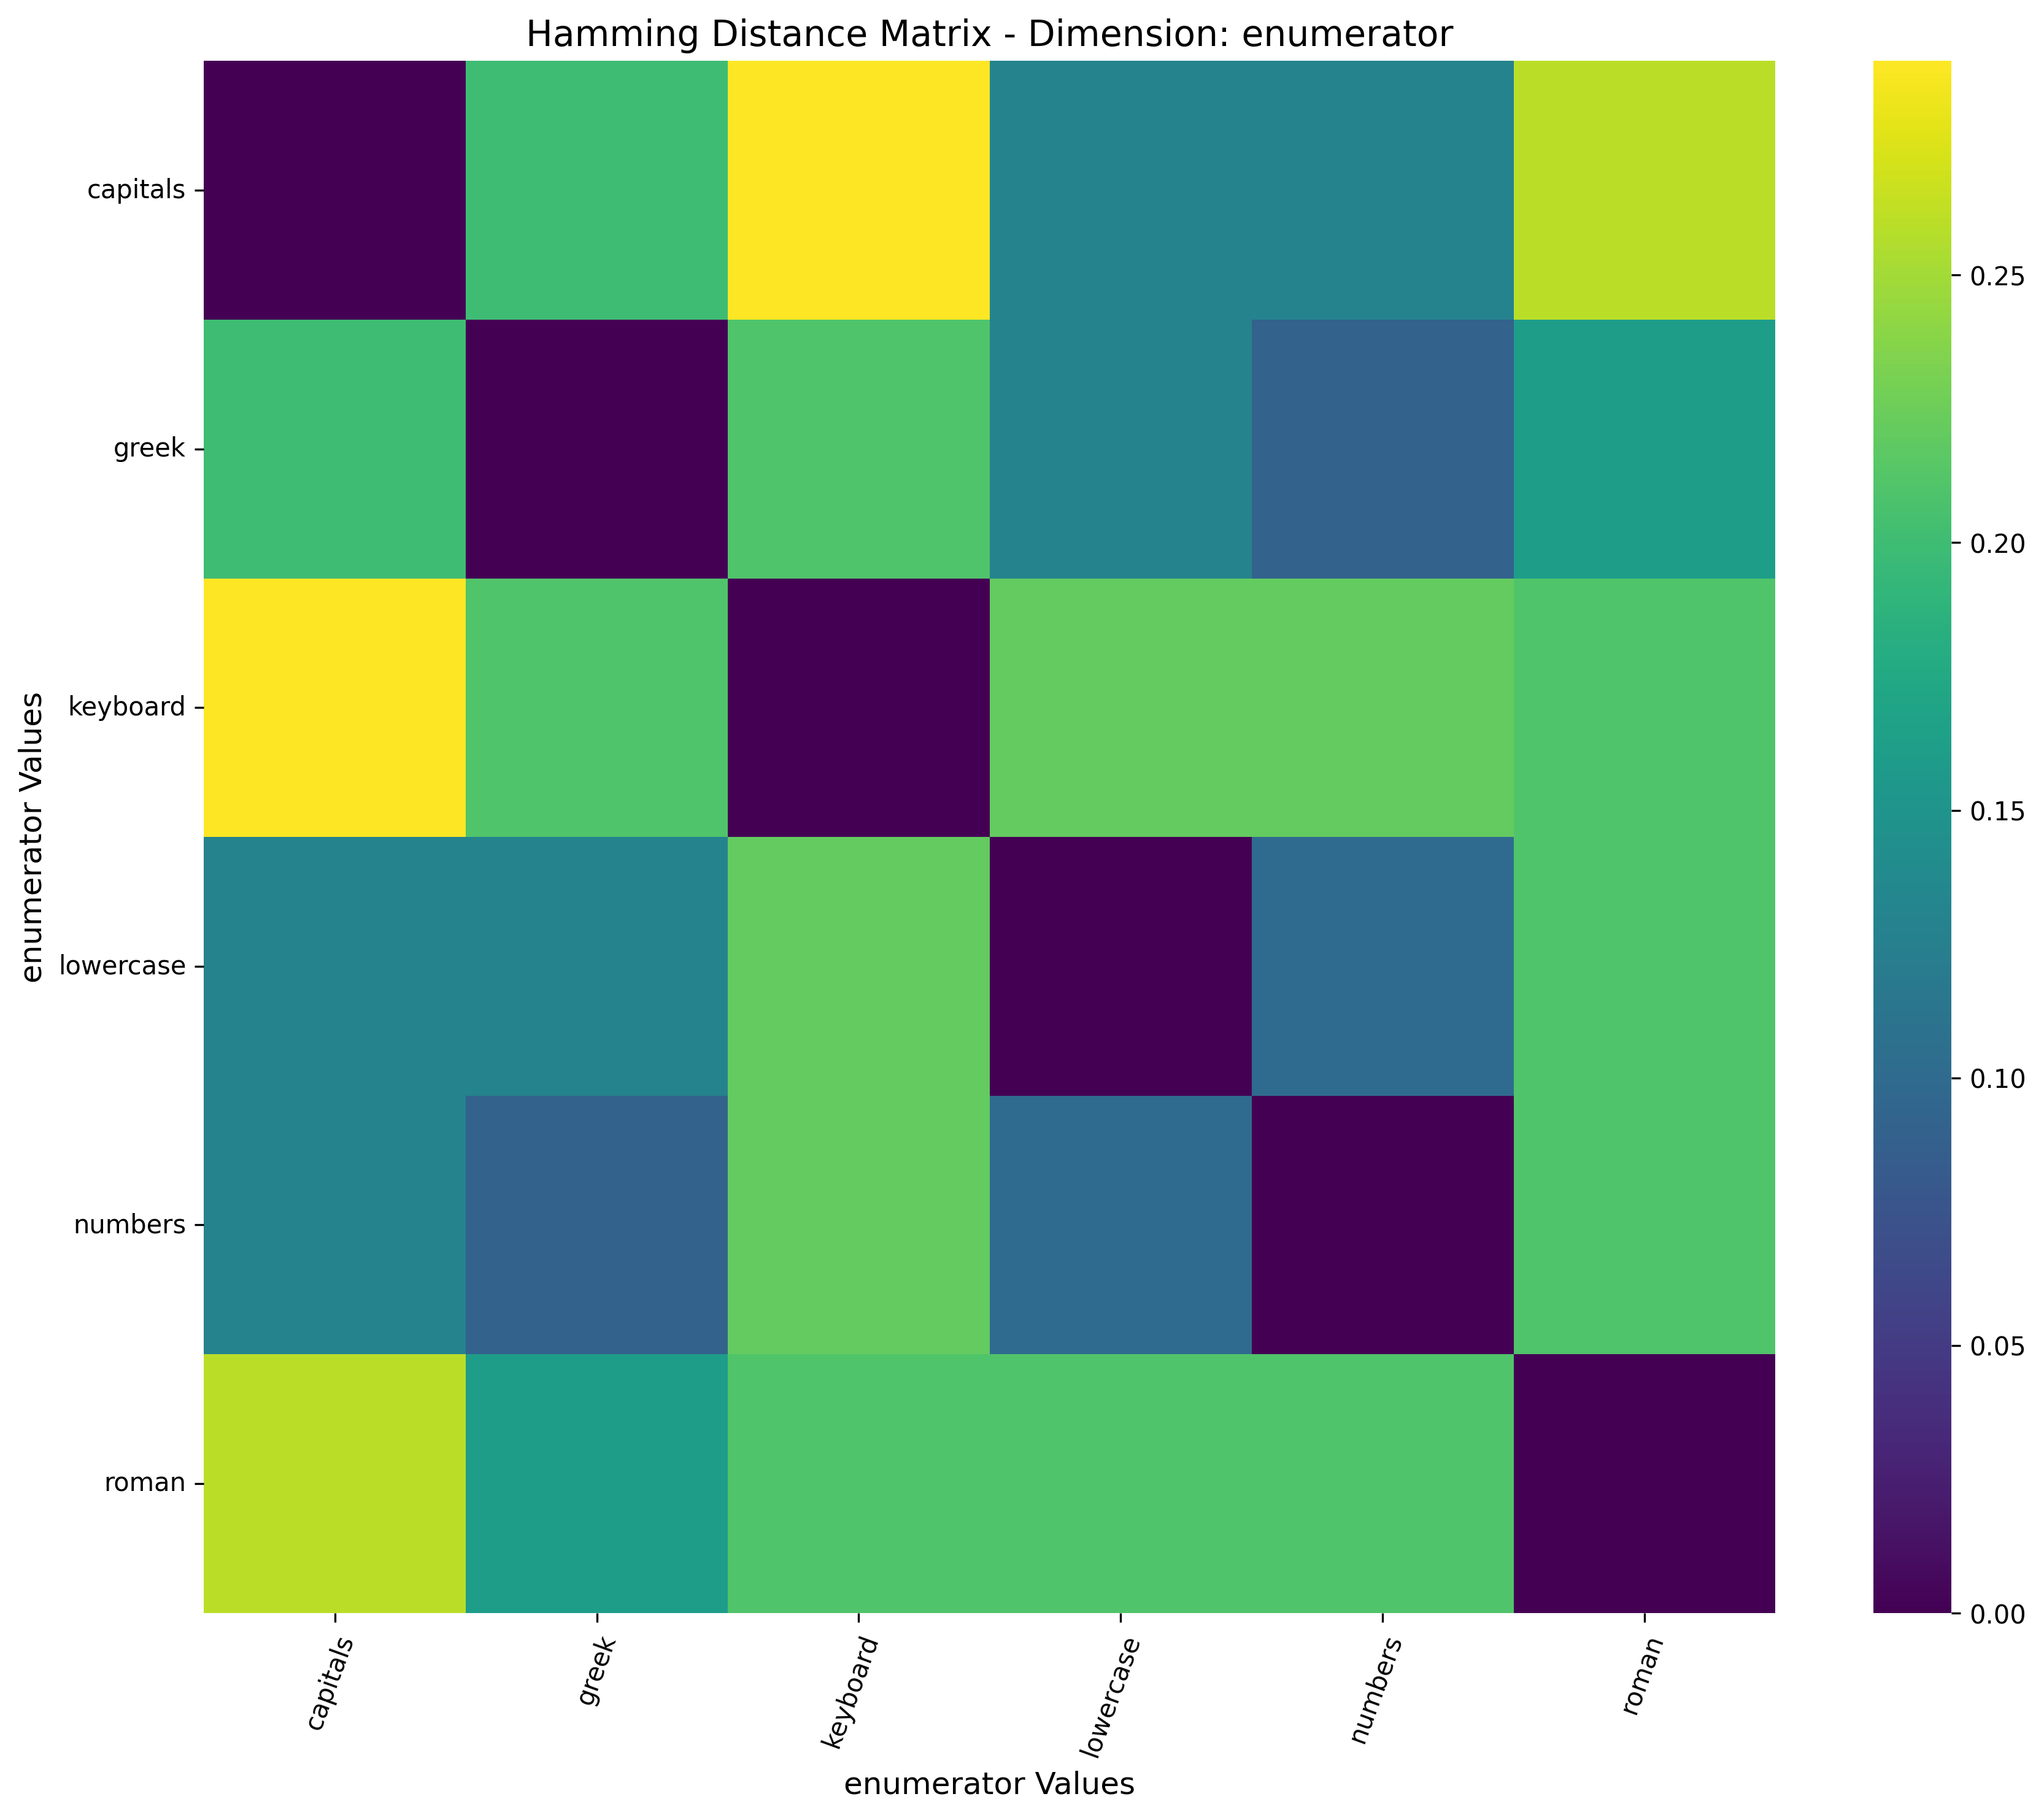 Hamming Distance Matrix - Dimension: enumerator
enumerator Values
capitals
greek
keyboard
lowercase
numbers
roman
capitals
greek
keyboard
lowercase
numbers
roman
enumerator Values
0.25
0.20
0.15
0.10
0.05
0.00